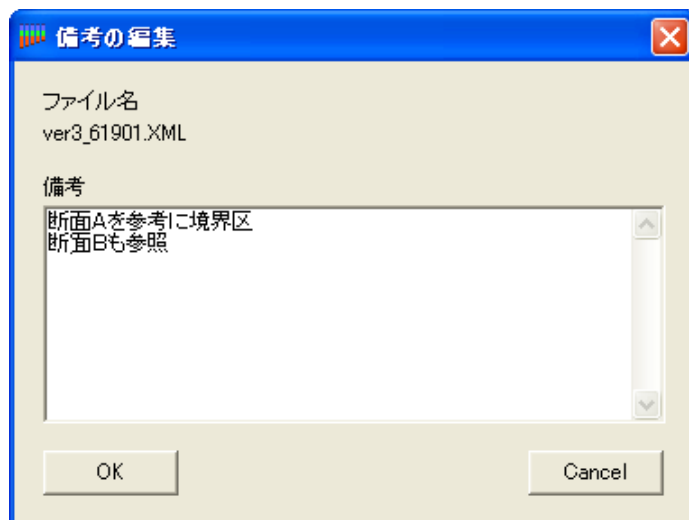 備考の編集
ファイル名
ver3_61901.XML
備考
断面Aを参考に境界区
断面Bも参照
OK
Cancel